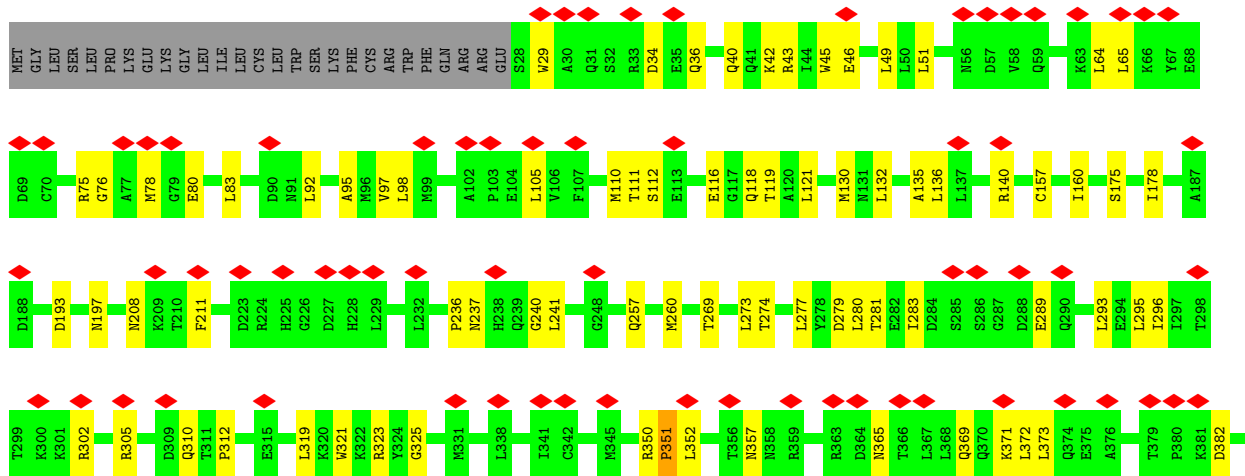 MET GLY LEU SER LEU LEU PRO LYS GLU LYS GLY LEU ILE LEU CYS LEU TRP SER LYS PHE CYS ARG TRP PHE GLN ARG ARG GLU S28 W29 A30 Q31 S32 R33 D34 E35 Q36 Q40 Q41 K42 R43 I44 W45 E46 L49 L50 L51 N56 D57 V58 Q59 K63 L64 L65 K66 Y67 E68
D69 C70 R75 G76 A77 M78 G79 E80 L83 D90 N91 L92 A95 M96 V97 L98 M99 A102 P103 E104 L105 V106 F107 M110 T111 S112 E113 E116 G117 Q118 T119 A120 L121 M130 N131 L132 A135 L136 L137 R140 C157 I160 S175 I178 A187
D188 D193 N197 N208 K209 T210 F211 D223 R224 H225 G226 D227 H228 L229 L232 P236 N237 H238 Q239 G240 L241 G248 Q257 M260 T269 L273 T274 L277 Y278 D279 L280 T281 E282 I283 D284 S285 S286 G287 D288 E289 Q290 L293 E294 L295 I296 I297 T298
T299 K300 K301 R302 R305 D309 Q310 T311 P312 E315 L319 K320 W321 K322 R323 Y324 G325 M331 L338 I341 C342 M345 R350 P351 L352 T356 N357 N358 R359 R363 D364 N365 T366 L367 L368 Q369 Q370 K371 L372 L373 Q374 E375 A376 T379 P380 K381 D382